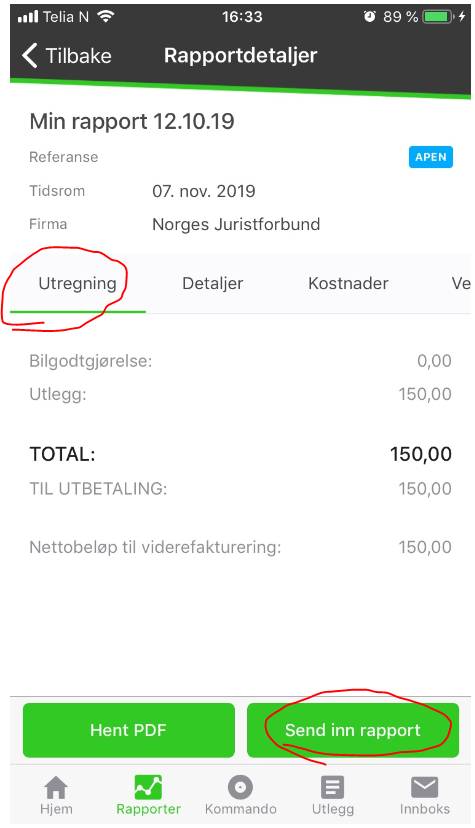 Telia N 16:33 89 %
Tilbake Rapportdetaljer
Min rapport 12.10.19
Referanse APEN
Tidsrom 07. nov. 2019
Firma Norges Juristforbund
Utregning Detaljer Kostnader Ve
Bilgodtgjørelse: 0,00
Utlegg: 150,00
TOTAL: 150,00
TIL UTBETALING: 150,00
Nettobeløp til viderefakturering: 150,00
Hent PDF Send inn rapport
Hjem Rapporter Kommando Utlegg Innboks